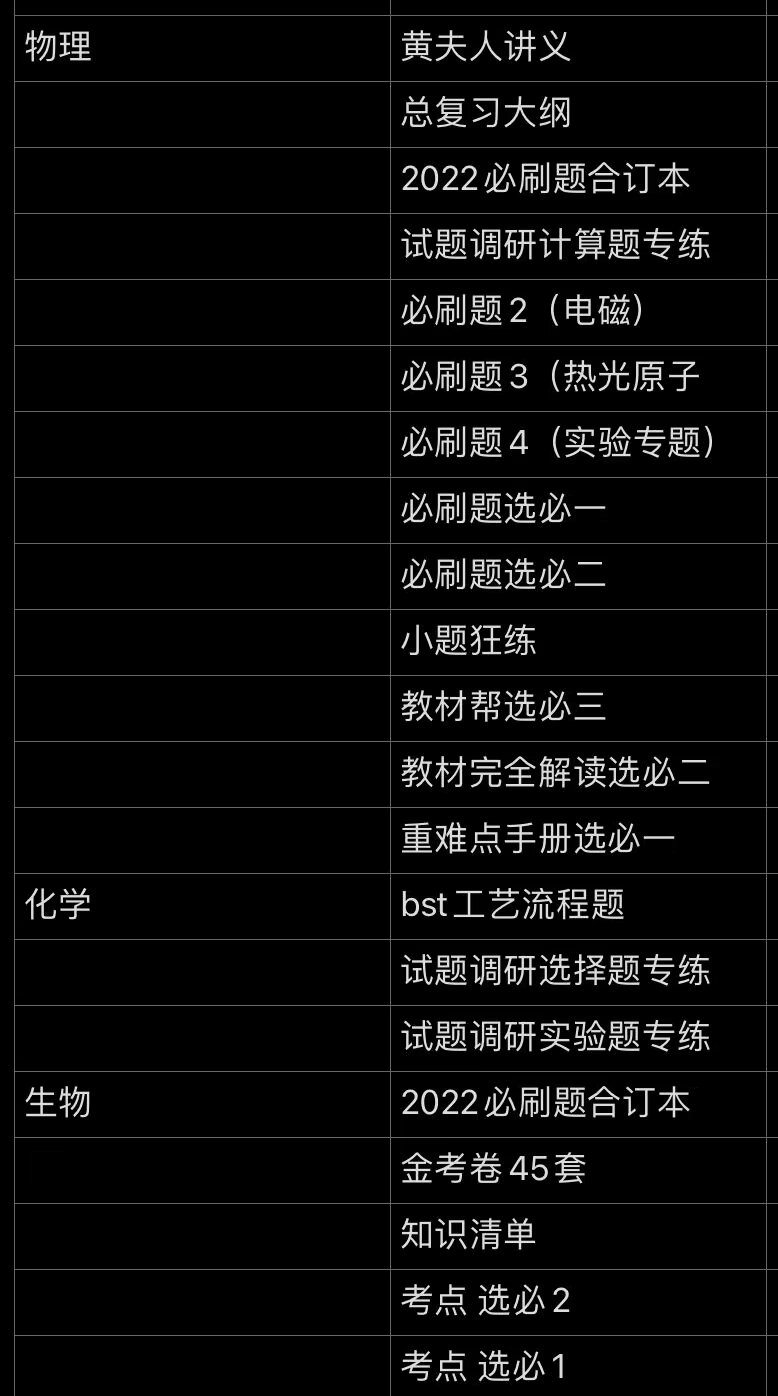 物理 黄夫人讲义
总复习大纲
2022必刷题合订本
试题调研计算题专练
必刷题2（电磁）
必刷题3（热光原子
必刷题4（实验专题）
必刷题选必一
必刷题选必二
小题狂练
教材帮选必三
教材完全解读选必二
重难点手册选必一
化学 bst工艺流程题
试题调研选择题专练
试题调研实验题专练
生物 2022必刷题合订本
金考卷45套
知识清单
考点 选必2
考点 选必1